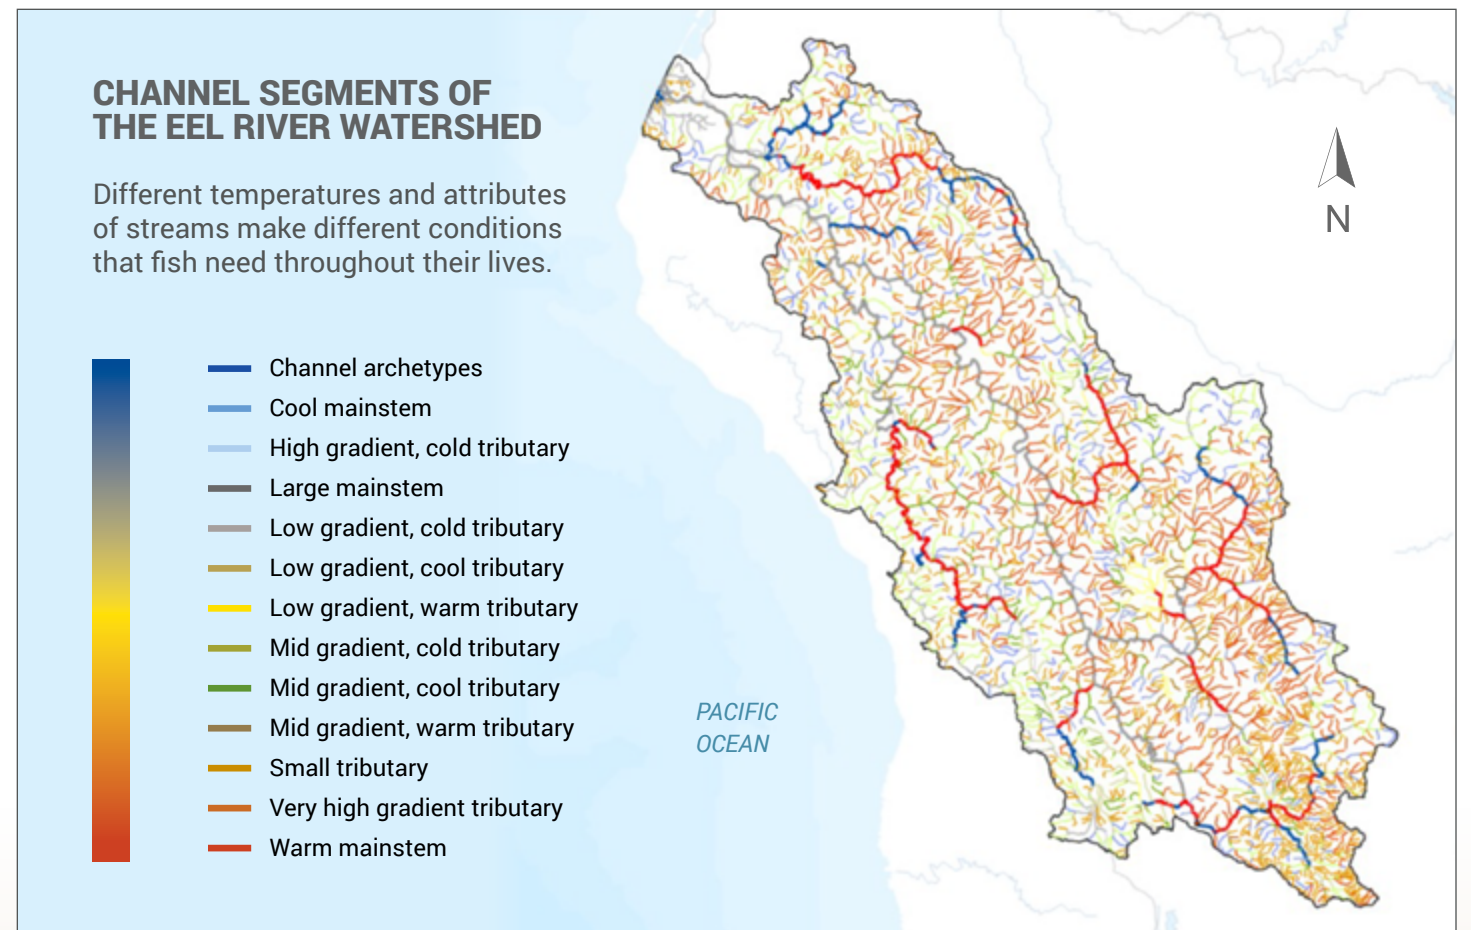 CHANNEL SEGMENTS OF
THE EEL RIVER WATERSHED
Different temperatures and attributes
of streams make different conditions
that fish need throughout their lives.
Channel archetypes
Cool mainstem
High gradient, cold tributary
Large mainstem
Low gradient, cold tributary
Low gradient, cool tributary
Low gradient, warm tributary
Mid gradient, cold tributary
Mid gradient, cool tributary
Mid gradient, warm tributary
Small tributary
Very high gradient tributary
Warm mainstem
PACIFIC
OCEAN
N